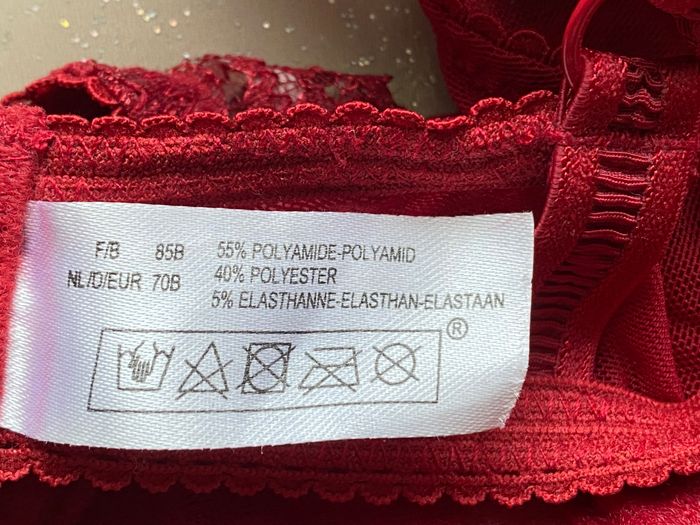 F/B 85B 55% POLYAMIDE-POLYAMID
NL/D/EUR 70B 40% POLYESTER
5% ELASTHANNE-ELASTHAN-ELASTAAN
®